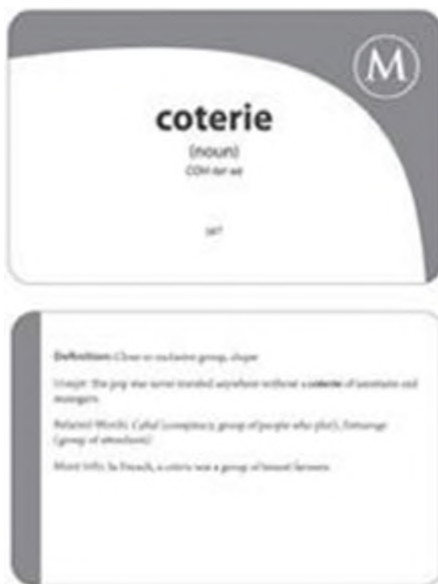 M
coterie
(noun)
COH-ter-ee
Definition: Close or exclusive group, clique
Usage: The pop star never traveled anywhere without a coterie of assistants and
managers.
Related Words: Cabal (conspiracy, group of people who plot), Entourage
(group of attendants)
More Info: In French, a coterie was a group of tenant farmers